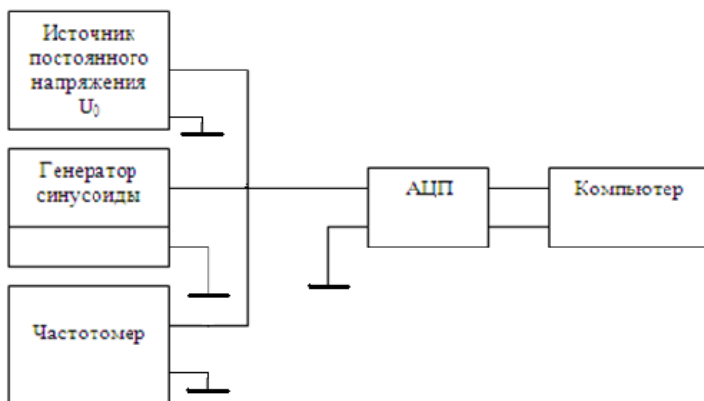 Источник
постоянного
напряжения
U₀
Генератор
синусоиды
АЦП
Компьютер
Частотомер